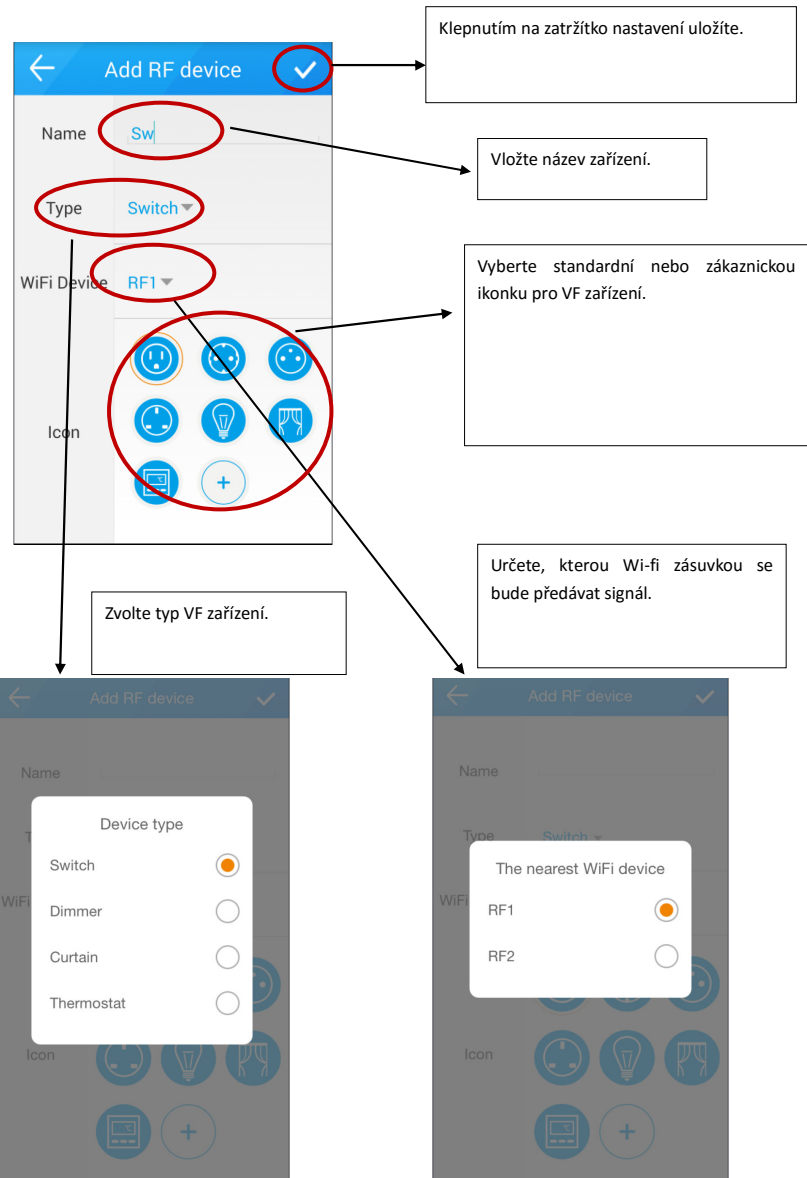 Klepnutím na zatržítko nastavení uložíte.
Add RF device
Name
Sw
Vložte název zařízení.
Type
Switch
Vyberte standardní nebo zákaznickou
ikonku pro VF zařízení.
WiFi Device
RF1
Icon
Určete, kterou Wi-fi zásuvkou se
bude předávat signál.
Zvolte typ VF zařízení.
Add RF device
Name
T
Device type
Switch
WiFi
Dimmer
Curtain
Thermostat
Icon
Add RF device
Name
Type
Switch
The nearest WiFi device
WiFi
RF1
RF2
Icon